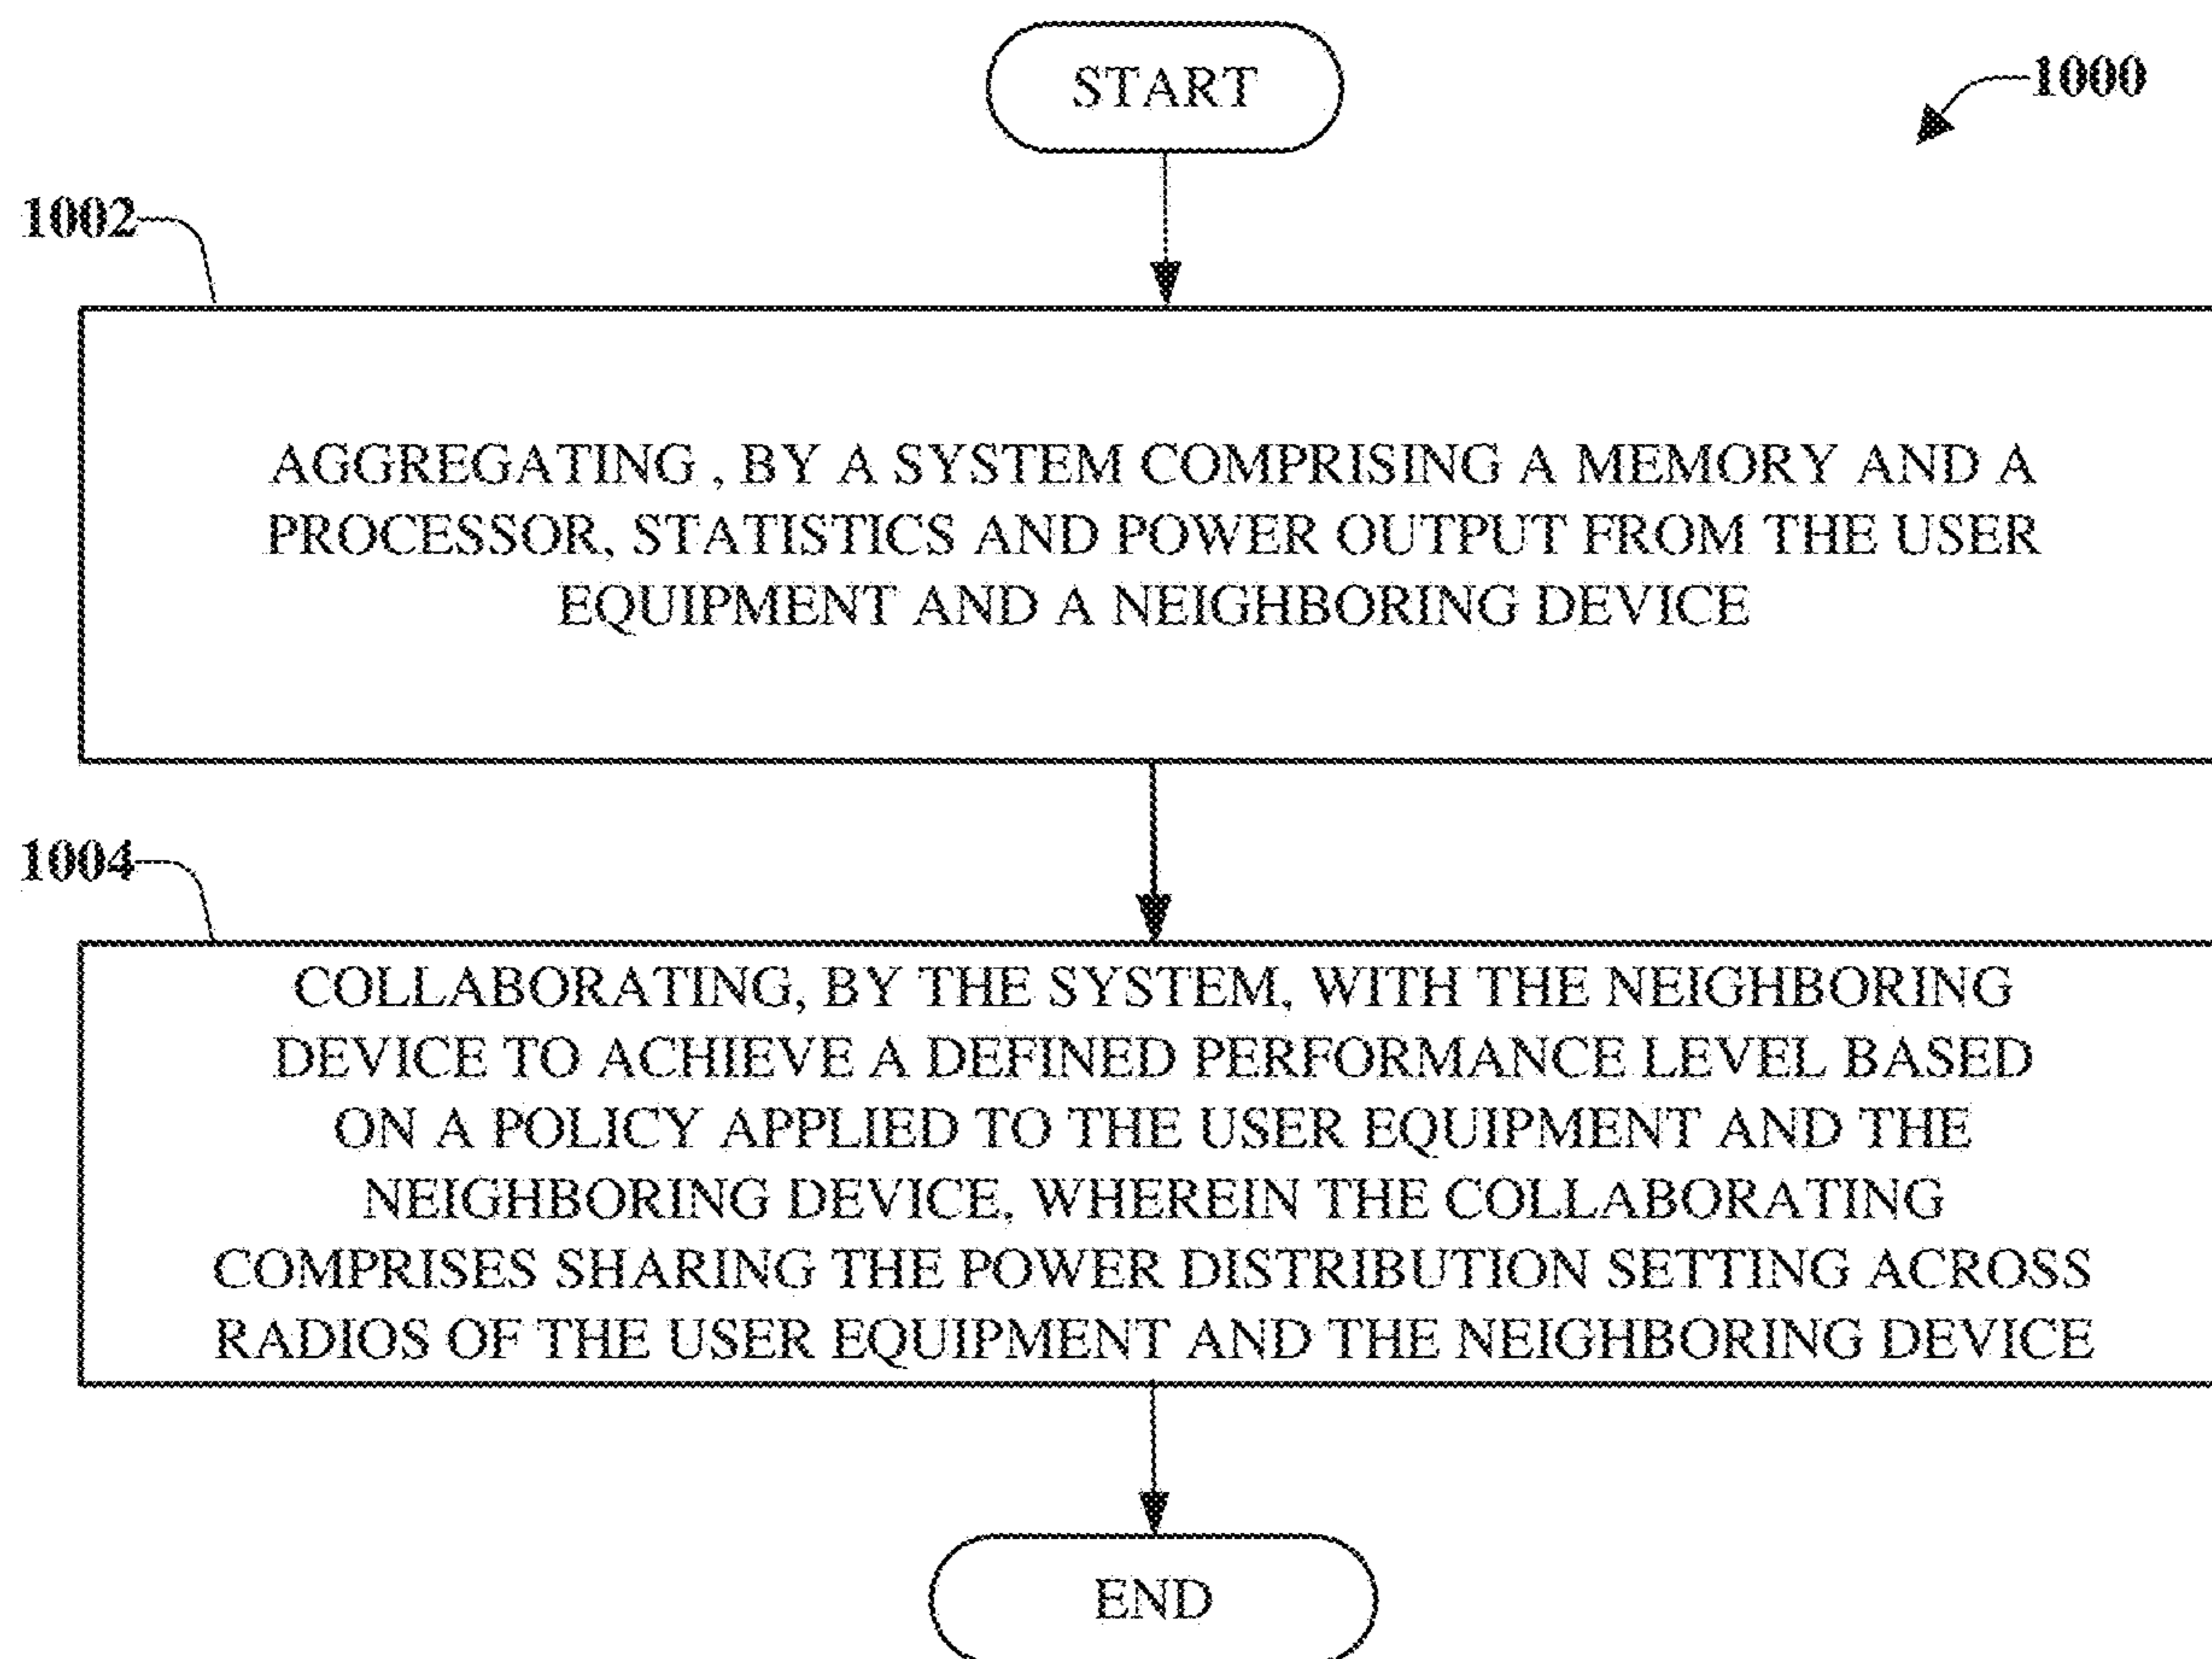 START
1000
1002
AGGREGATING , BY A SYSTEM COMPRISING A MEMORY AND A
PROCESSOR, STATISTICS AND POWER OUTPUT FROM THE USER
EQUIPMENT AND A NEIGHBORING DEVICE
1004
COLLABORATING, BY THE SYSTEM, WITH THE NEIGHBORING
DEVICE TO ACHIEVE A DEFINED PERFORMANCE LEVEL BASED
ON A POLICY APPLIED TO THE USER EQUIPMENT AND THE
NEIGHBORING DEVICE, WHEREIN THE COLLABORATING
COMPRISES SHARING THE POWER DISTRIBUTION SETTING ACROSS
RADIOS OF THE USER EQUIPMENT AND THE NEIGHBORING DEVICE
END